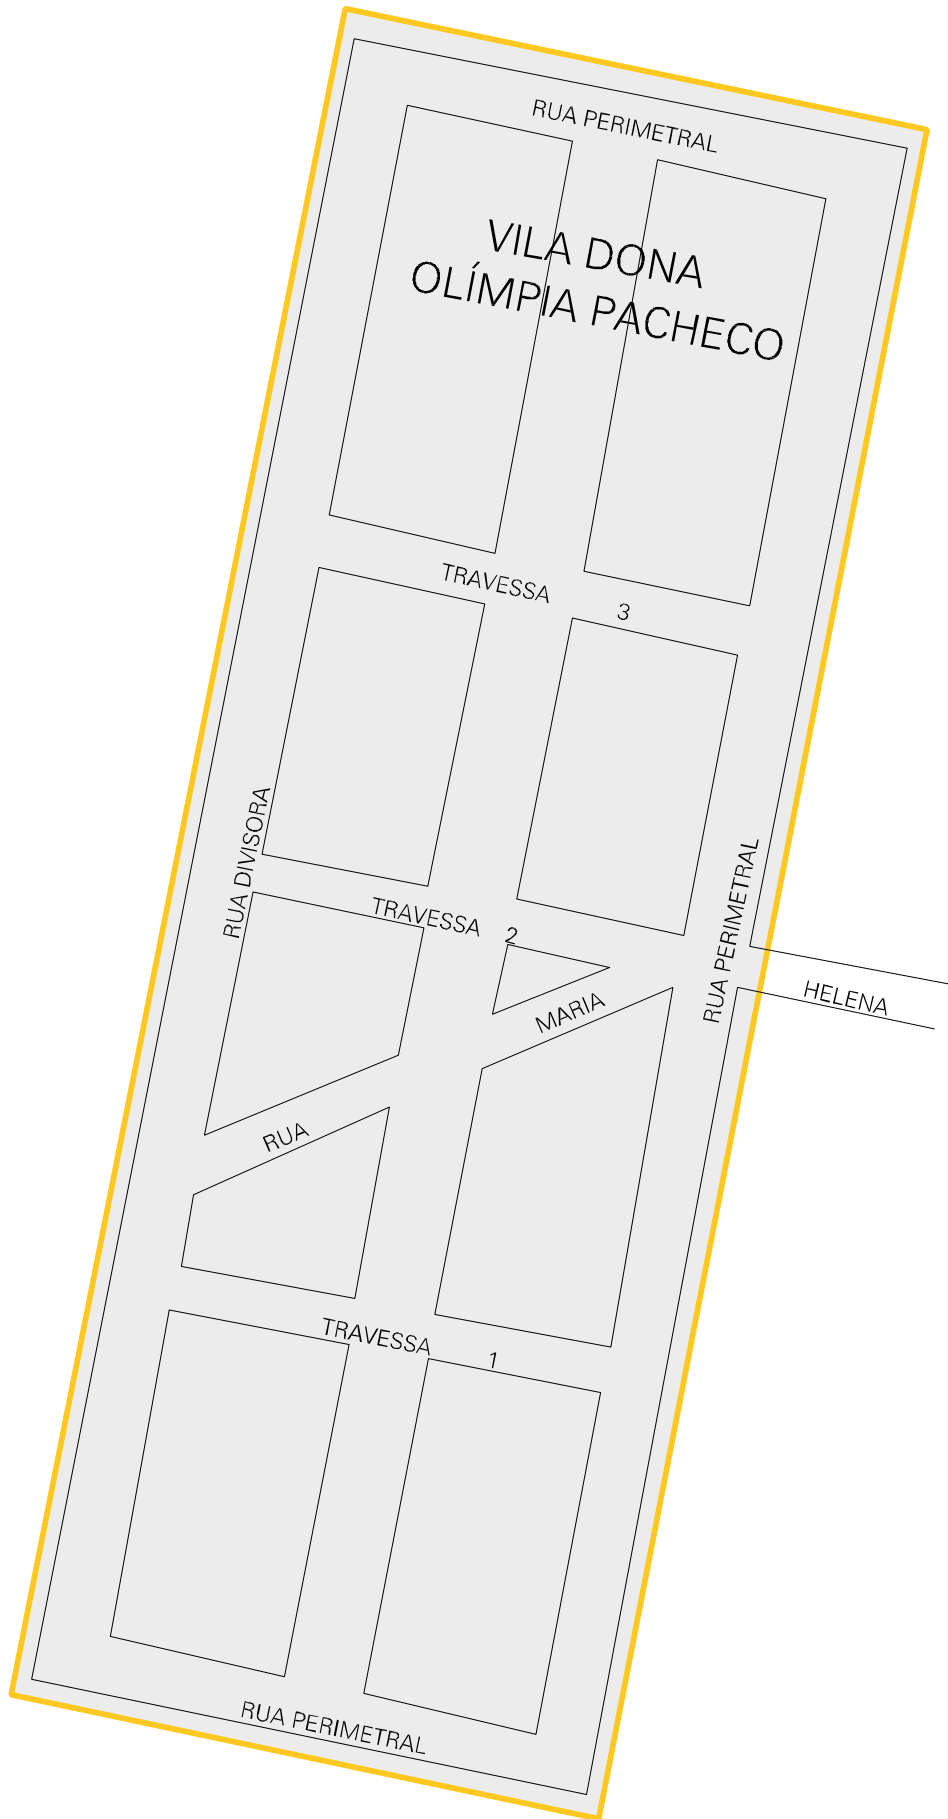 RUA PERIMETRAL
VILA DONA
OLÍMPIA PACHECO
TRAVESSA 3
RUA DIVISORA
RUA PERIMETRAL
TRAVESSA 2
RUA MARIA HELENA
TRAVESSA 1
RUA PERIMETRAL